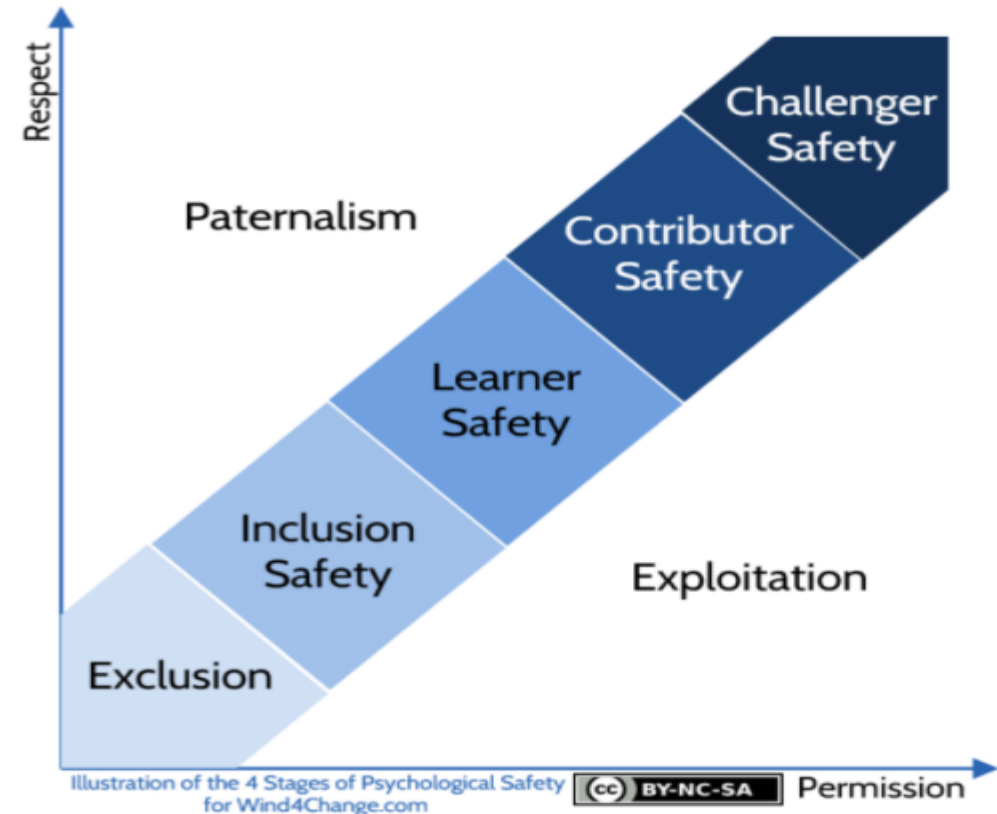 Respect
Challenger
Safety
Paternalism
Contributor
Safety
Learner
Safety
Inclusion
Safety
Exploitation
Exclusion
Illustration of the 4 Stages of Psychological Safety
for Wind4Change.com
cc BY-NC-SA
Permission